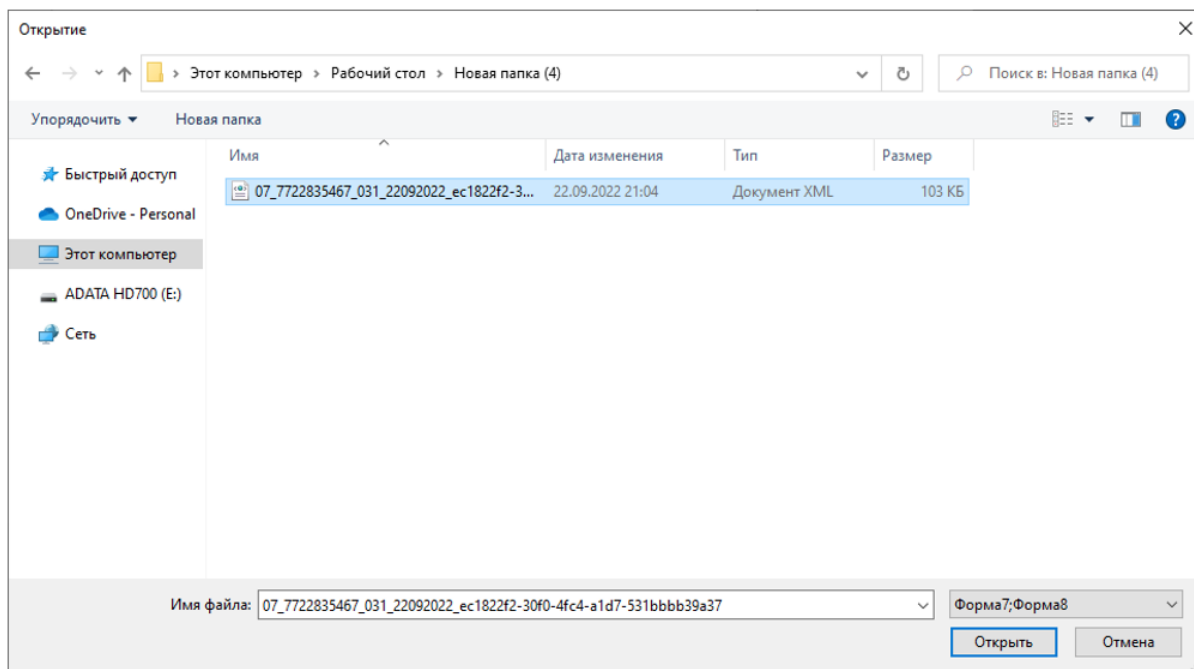 Открытие
Этот компьютер › Рабочий стол › Новая папка (4)
Поиск в: Новая папка (4)
Упорядочить
Новая папка
Имя
Дата изменения
Тип
Размер
Быстрый доступ
OneDrive - Personal
Этот компьютер
ADATA HD700 (E:)
Сеть
07_7722835467_031_22092022_ec1822f2-3... 22.09.2022 21:04 Документ XML 103 КБ
Имя файла: 07_7722835467_031_22092022_ec1822f2-30f0-4fc4-a1d7-531bbbb39a37
Форма7;Форма8
Открыть
Отмена